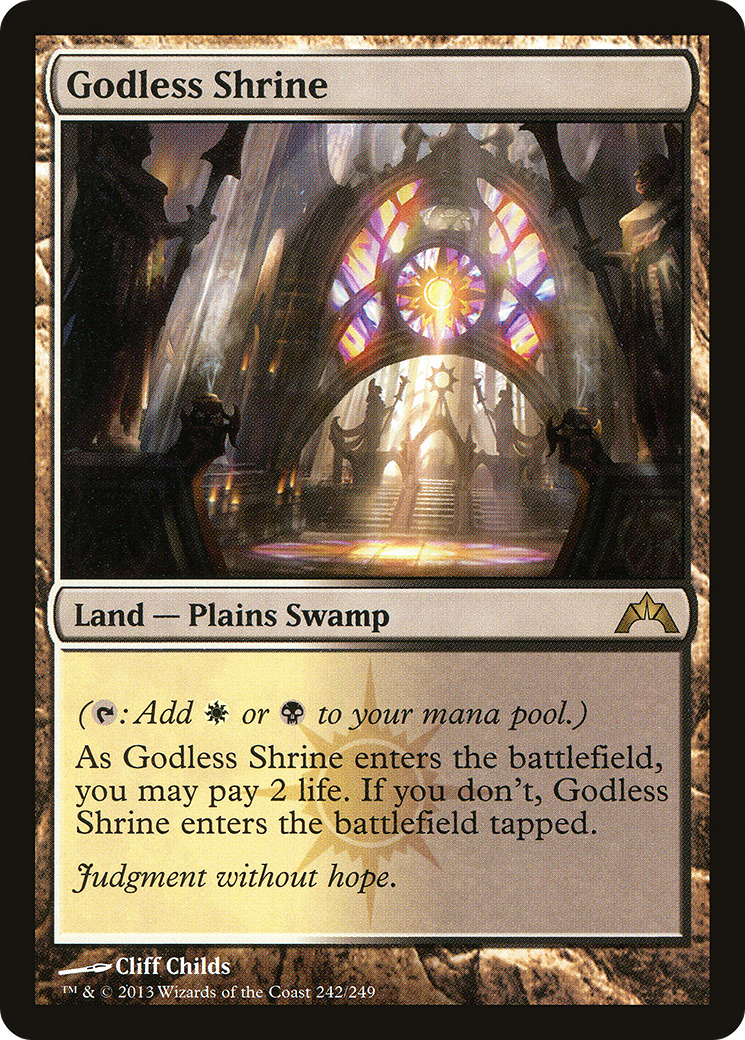 Godless Shrine
Land — Plains Swamp
(: Add or to your mana pool.)
As Godless Shrine enters the battlefield,
you may pay 2 life. If you don't, Godless
Shrine enters the battlefield tapped.
Judgment without hope.
Cliff Childs
™ & © 2013 Wizards of the Coast 242/249